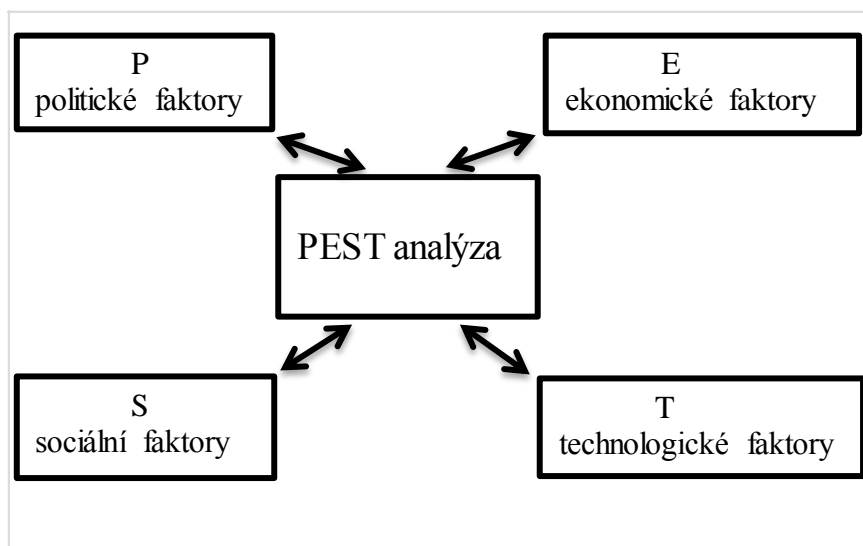 P
politické faktory
E
ekonomické faktory
PEST analýza
S
sociální faktory
T
technologické faktory